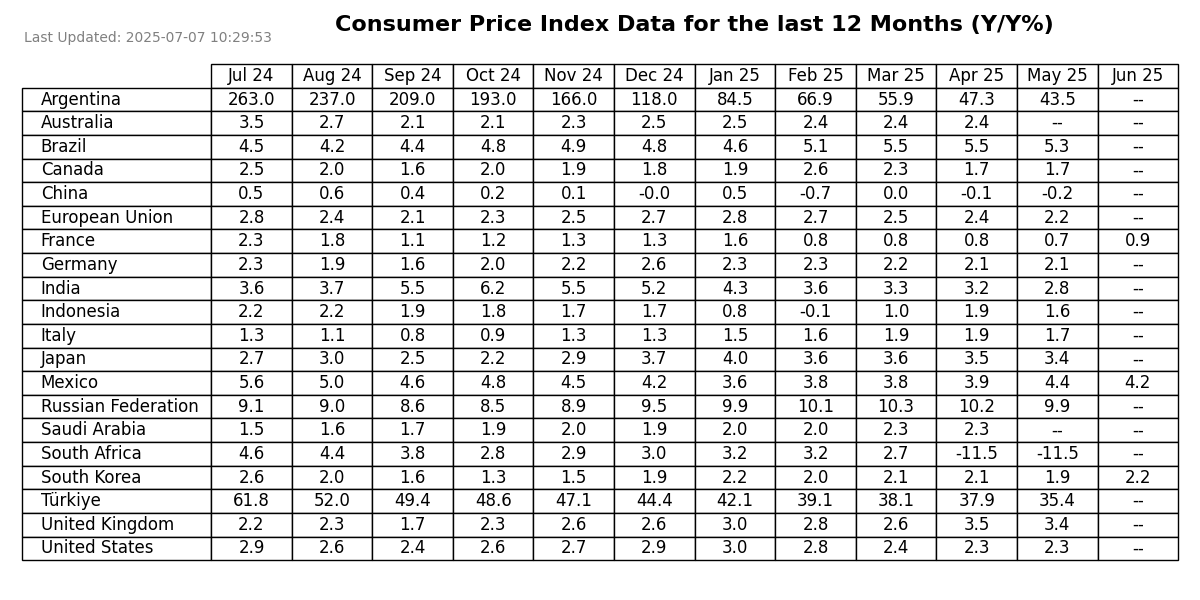 Consumer Price Index Data for the last 12 Months (Y/Y%)
Last Updated: 2025-07-07 10:29:53
Jul 24 Aug 24 Sep 24 Oct 24 Nov 24 Dec 24 Jan 25 Feb 25 Mar 25 Apr 25 May 25 Jun 25
Argentina 263.0 237.0 209.0 193.0 166.0 118.0 84.5 66.9 55.9 47.3 43.5 --
Australia 3.5 2.7 2.1 2.1 2.3 2.5 2.5 2.4 2.4 2.4 -- --
Brazil 4.5 4.2 4.4 4.8 4.9 4.8 4.6 5.1 5.5 5.5 5.3 --
Canada 2.5 2.0 1.6 2.0 1.9 1.8 1.9 2.6 2.3 1.7 1.7 --
China 0.5 0.6 0.4 0.2 0.1 -0.0 0.5 -0.7 0.0 -0.1 -0.2 --
European Union 2.8 2.4 2.1 2.3 2.5 2.7 2.8 2.7 2.5 2.4 2.2 --
France 2.3 1.8 1.1 1.2 1.3 1.3 1.6 0.8 0.8 0.8 0.7 0.9
Germany 2.3 1.9 1.6 2.0 2.2 2.6 2.3 2.3 2.2 2.1 2.1 --
India 3.6 3.7 5.5 6.2 5.5 5.2 4.3 3.6 3.3 3.2 2.8 --
Indonesia 2.2 2.2 1.9 1.8 1.7 1.7 0.8 -0.1 1.0 1.9 1.6 --
Italy 1.3 1.1 0.8 0.9 1.3 1.3 1.5 1.6 1.9 1.9 1.7 --
Japan 2.7 3.0 2.5 2.2 2.9 3.7 4.0 3.6 3.6 3.5 3.4 --
Mexico 5.6 5.0 4.6 4.8 4.5 4.2 3.6 3.8 3.8 3.9 4.4 4.2
Russian Federation 9.1 9.0 8.6 8.5 8.9 9.5 9.9 10.1 10.3 10.2 9.9 --
Saudi Arabia 1.5 1.6 1.7 1.9 2.0 1.9 2.0 2.0 2.3 2.3 -- --
South Africa 4.6 4.4 3.8 2.8 2.9 3.0 3.2 3.2 2.7 -11.5 -11.5 --
South Korea 2.6 2.0 1.6 1.3 1.5 1.9 2.2 2.0 2.1 2.1 1.9 2.2
Türkiye 61.8 52.0 49.4 48.6 47.1 44.4 42.1 39.1 38.1 37.9 35.4 --
United Kingdom 2.2 2.3 1.7 2.3 2.6 2.6 3.0 2.8 2.6 3.5 3.4 --
United States 2.9 2.6 2.4 2.6 2.7 2.9 3.0 2.8 2.4 2.3 2.3 --